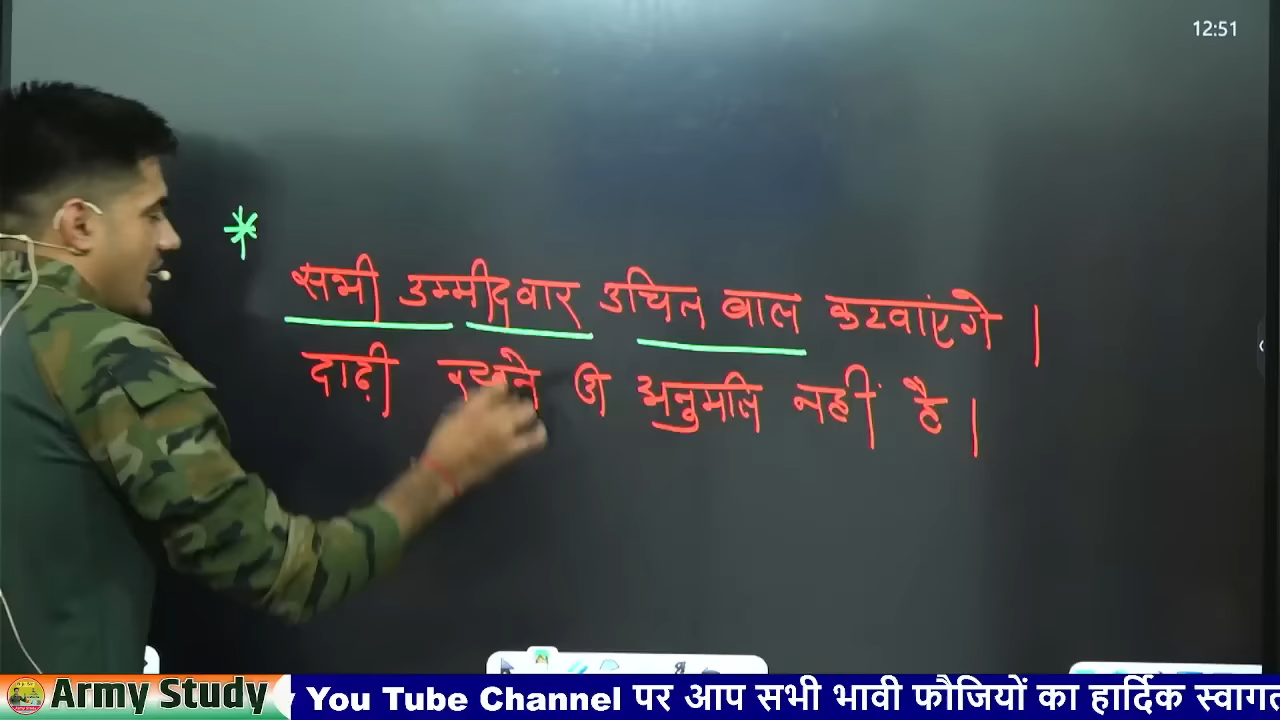 12:51
*
सभी उम्मीदवार उचित बाल कटवाएंगे ।
दाढ़ी रखने की अनुमति नहीं है ।
Army Study
You Tube Channel पर आप सभी भावी फौजियों का हार्दिक स्वागत